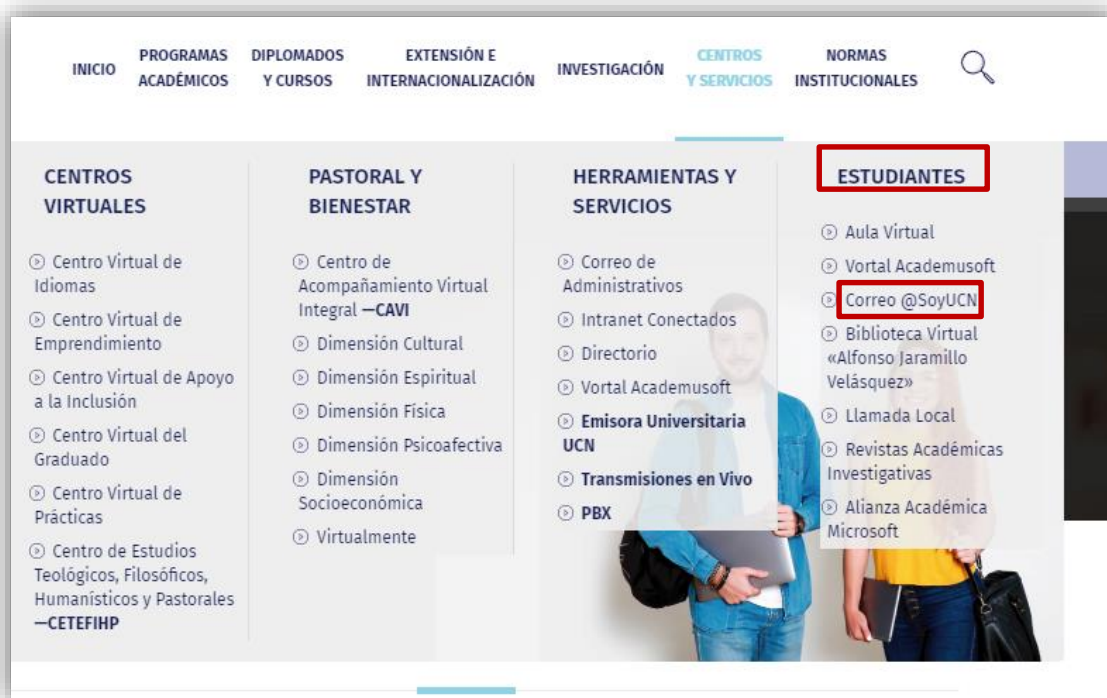 INICIO
PROGRAMAS
ACADÉMICOS
DIPLOMADOS
Y CURSOS
EXTENSIÓN E
INTERNACIONALIZACIÓN
INVESTIGACIÓN
CENTROS
Y SERVICIOS
NORMAS
INSTITUCIONALES
CENTROS
VIRTUALES
Centro Virtual de
Idiomas
Centro Virtual de
Emprendimiento
Centro Virtual de Apoyo
a la Inclusión
Centro Virtual del
Graduado
Centro Virtual de
Prácticas
Centro de Estudios
Teológicos, Filosóficos,
Humanísticos y Pastorales
—CETEFIHP
PASTORAL Y
BIENESTAR
Centro de
Acompañamiento Virtual
Integral —CAVI
Dimensión Cultural
Dimensión Espiritual
Dimensión Física
Dimensión Psicoafectiva
Dimensión
Socioeconómica
Virtualmente
HERRAMIENTAS Y
SERVICIOS
Correo de
Administrativos
Intranet Conectados
Directorio
Vortal Academusoft
Emisora Universitaria
UCN
Transmisiones en Vivo
PBX
ESTUDIANTES
Aula Virtual
Vortal Academusoft
Correo @SoyUCN
Biblioteca Virtual
«Alfonso Jaramillo
Velásquez»
Llamada Local
Revistas Académicas
Investigativas
Alianza Académica
Microsoft